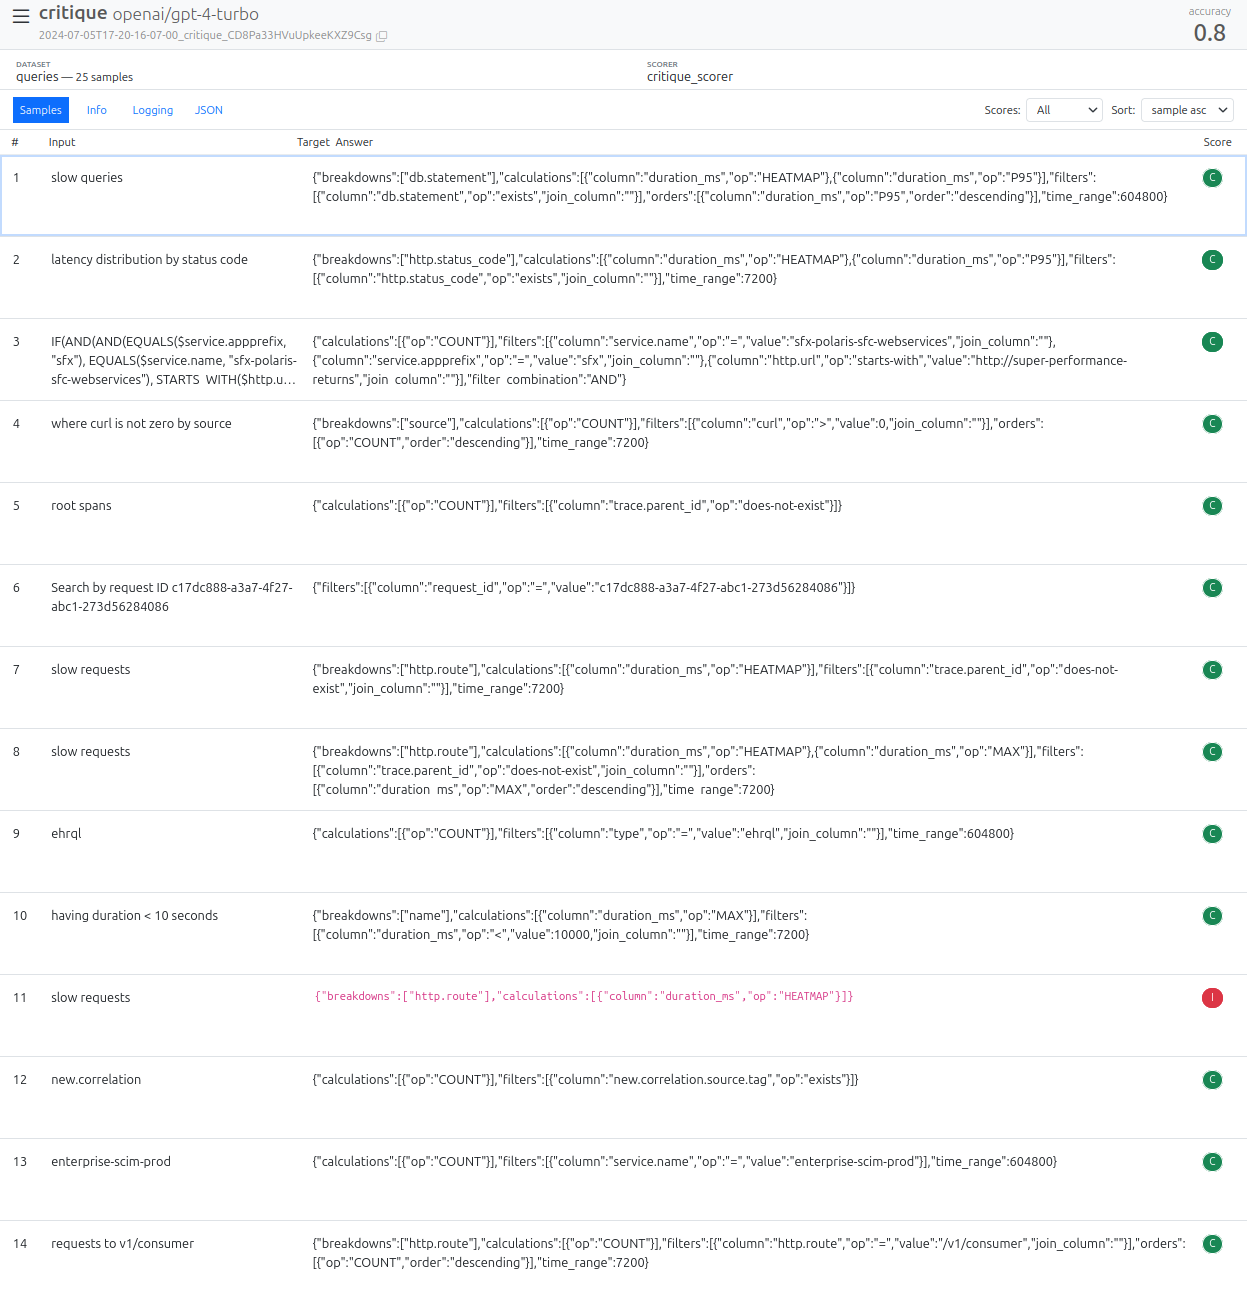 critique openai/gpt-4-turbo
2024-07-05T17-20-16-07-00_critique_CD8Pa33HVuUpkeeKXZ9Csg
accuracy
0.8
DATASET
queries — 25 samples
SCORER
critique_scorer
Samples Info Logging JSON
Scores: All Sort: sample asc
# Input Target Answer Score
1 slow queries {"breakdowns":["db.statement"],"calculations":[{"column":"duration_ms","op":"HEATMAP"},{"column":"duration_ms","op":"P95"}],"filters": C
[{"column":"db.statement","op":"exists","join_column":""}],"orders":[{"column":"duration_ms","op":"P95","order":"descending"}],"time_range":604800}
2 latency distribution by status code {"breakdowns":["http.status_code"],"calculations":[{"column":"duration_ms","op":"HEATMAP"},{"column":"duration_ms","op":"P95"}],"filters": C
[{"column":"http.status_code","op":"exists","join_column":""}],"time_range":7200}
3 IF(AND(AND(EQUALS($service.appprefix, {"calculations":[{"op":"COUNT"}],"filters":[{"column":"service.name","op":"=","value":"sfx-polaris-sfc-webservices","join_column":""}, C
"sfx"), EQUALS($service.name, "sfx-polaris- {"column":"service.appprefix","op":"=","value":"sfx","join_column":""},{"column":"http.url","op":"starts-with","value":"http://super-performance-
sfc-webservices"), STARTS_WITH($http.u... returns","join_column":""}],"filter_combination":"AND"}
4 where curl is not zero by source {"breakdowns":["source"],"calculations":[{"op":"COUNT"}],"filters":[{"column":"curl","op":">","value":0,"join_column":""}],"orders": C
[{"op":"COUNT","order":"descending"}],"time_range":7200}
5 root spans {"calculations":[{"op":"COUNT"}],"filters":[{"column":"trace.parent_id","op":"does-not-exist"}]} C
6 Search by request ID c17dc888-a3a7-4f27- {"filters":[{"column":"request_id","op":"=","value":"c17dc888-a3a7-4f27-abc1-273d56284086"}]} C
abc1-273d56284086
7 slow requests {"breakdowns":["http.route"],"calculations":[{"column":"duration_ms","op":"HEATMAP"}],"filters":[{"column":"trace.parent_id","op":"does-not- C
exist","join_column":""}],"time_range":7200}
8 slow requests {"breakdowns":["http.route"],"calculations":[{"column":"duration_ms","op":"HEATMAP"},{"column":"duration_ms","op":"MAX"}],"filters": C
[{"column":"trace.parent_id","op":"does-not-exist","join_column":""}],"orders":
[{"column":"duration_ms","op":"MAX","order":"descending"}],"time_range":7200}
9 ehrql {"calculations":[{"op":"COUNT"}],"filters":[{"column":"type","op":"=","value":"ehrql","join_column":""}],"time_range":604800} C
10 having duration < 10 seconds {"breakdowns":["name"],"calculations":[{"column":"duration_ms","op":"MAX"}],"filters": C
[{"column":"duration_ms","op":"<","value":10000,"join_column":""}],"time_range":7200}
11 slow requests {"breakdowns":["http.route"],"calculations":[{"column":"duration_ms","op":"HEATMAP"}]} I
12 new.correlation {"calculations":[{"op":"COUNT"}],"filters":[{"column":"new.correlation.source.tag","op":"exists"}]} C
13 enterprise-scim-prod {"calculations":[{"op":"COUNT"}],"filters":[{"column":"service.name","op":"=","value":"enterprise-scim-prod"}],"time_range":604800} C
14 requests to v1/consumer {"breakdowns":["http.route"],"calculations":[{"op":"COUNT"}],"filters":[{"column":"http.route","op":"=","value":"/v1/consumer","join_column":""}],"orders": C
[{"op":"COUNT","order":"descending"}],"time_range":7200}